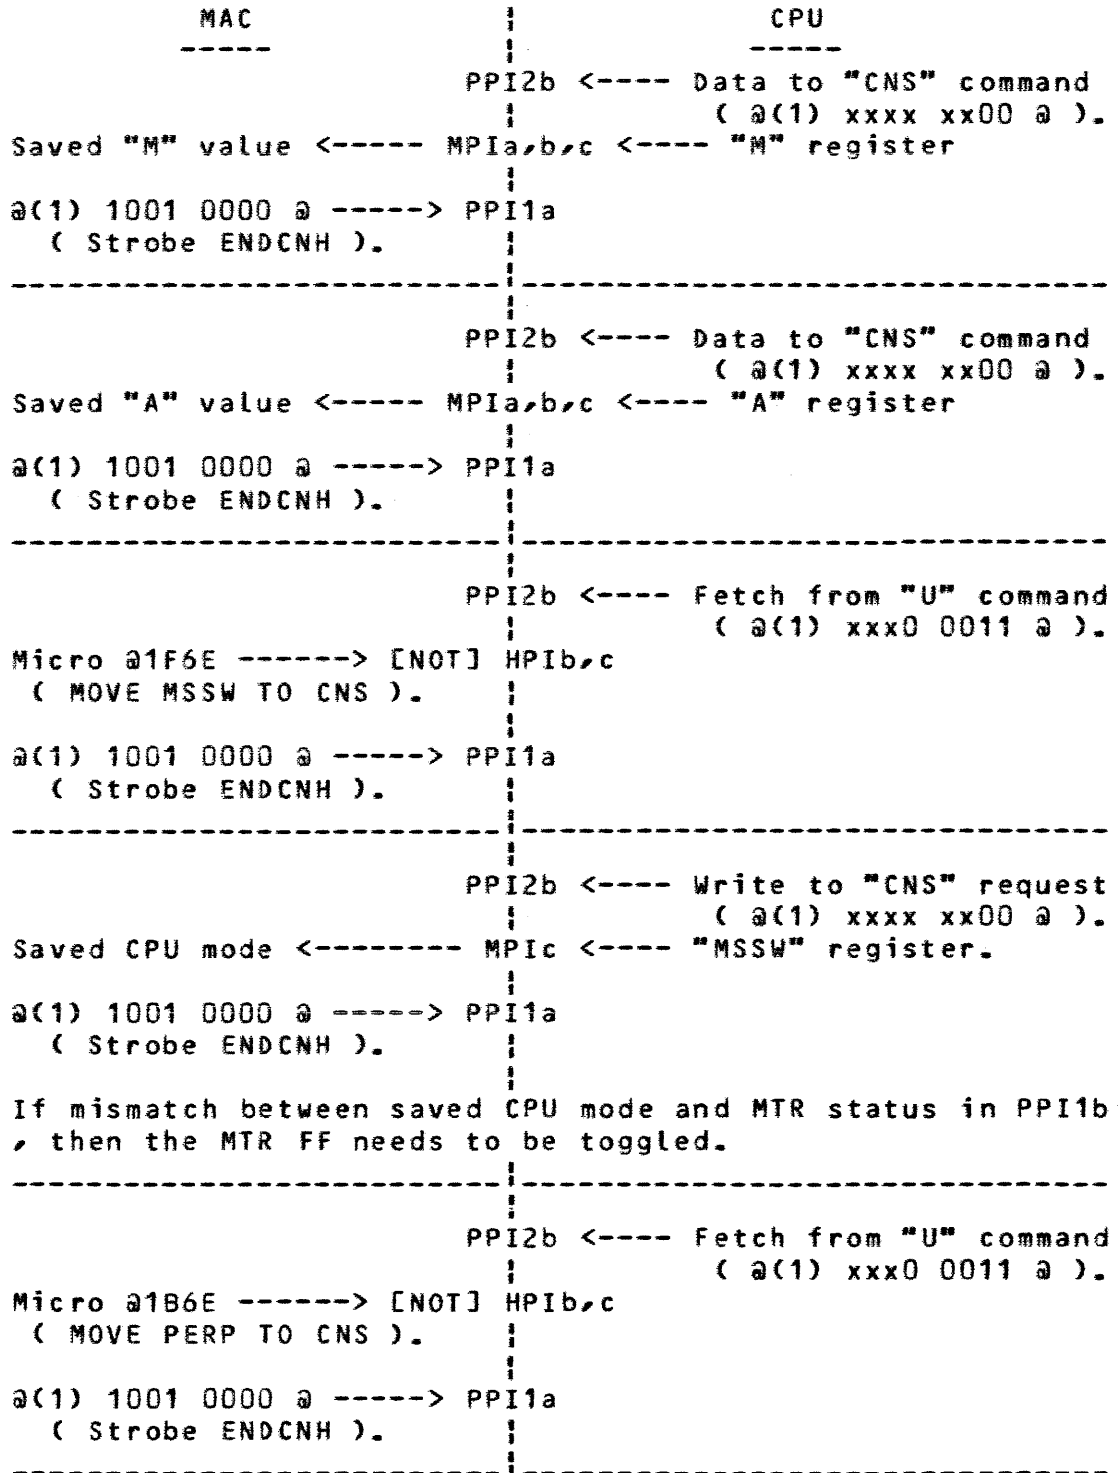 MAC CPU
----- -----
PPI2b <---- Data to "CNS" command
( @(1) xxxx xx00 @ ).
Saved "M" value <----- MPIa,b,c <---- "M" register
@(1) 1001 0000 @ -----> PPI1a
( Strobe ENDCNH ).
PPI2b <---- Data to "CNS" command
( @(1) xxxx xx00 @ ).
Saved "A" value <----- MPIa,b,c <---- "A" register
@(1) 1001 0000 @ -----> PPI1a
( Strobe ENDCNH ).
PPI2b <---- Fetch from "U" command
( @(1) xxx0 0011 @ ).
Micro @1F6E ------> [NOT] HPIb,c
( MOVE MSSW TO CNS ).
@(1) 1001 0000 @ -----> PPI1a
( Strobe ENDCNH ).
PPI2b <---- Write to "CNS" request
( @(1) xxxx xx00 @ ).
Saved CPU mode <-------- MPIc <---- "MSSW" register.
@(1) 1001 0000 @ -----> PPI1a
( Strobe ENDCNH ).
If mismatch between saved CPU mode and MTR status in PPI1b
, then the MTR FF needs to be toggled.
PPI2b <---- Fetch from "U" command
( @(1) xxx0 0011 @ ).
Micro @1B6E ------> [NOT] HPIb,c
( MOVE PERP TO CNS ).
@(1) 1001 0000 @ -----> PPI1a
( Strobe ENDCNH ).